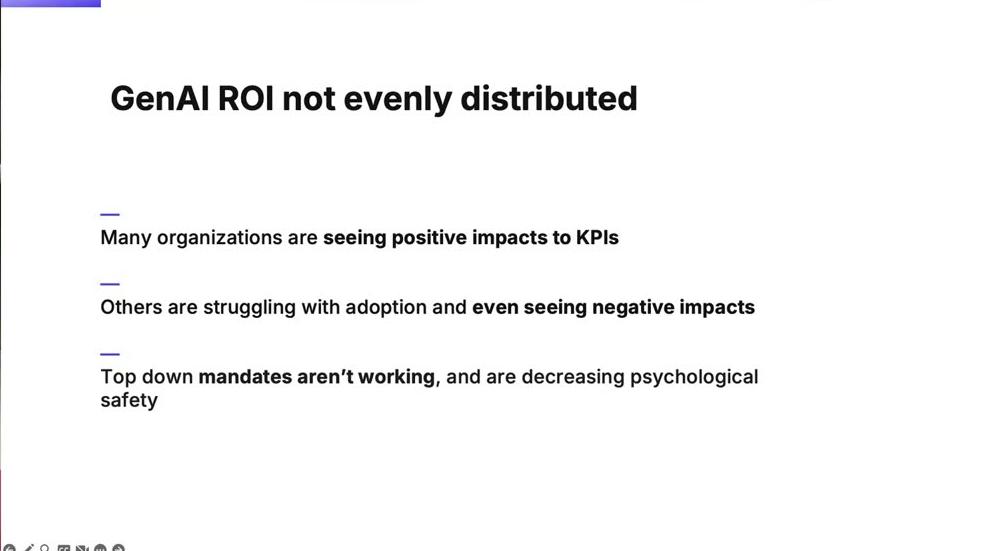 GenAI ROI not evenly distributed
Many organizations are seeing positive impacts to KPIs
Others are struggling with adoption and even seeing negative impacts
Top down mandates aren’t working, and are decreasing psychological
safety